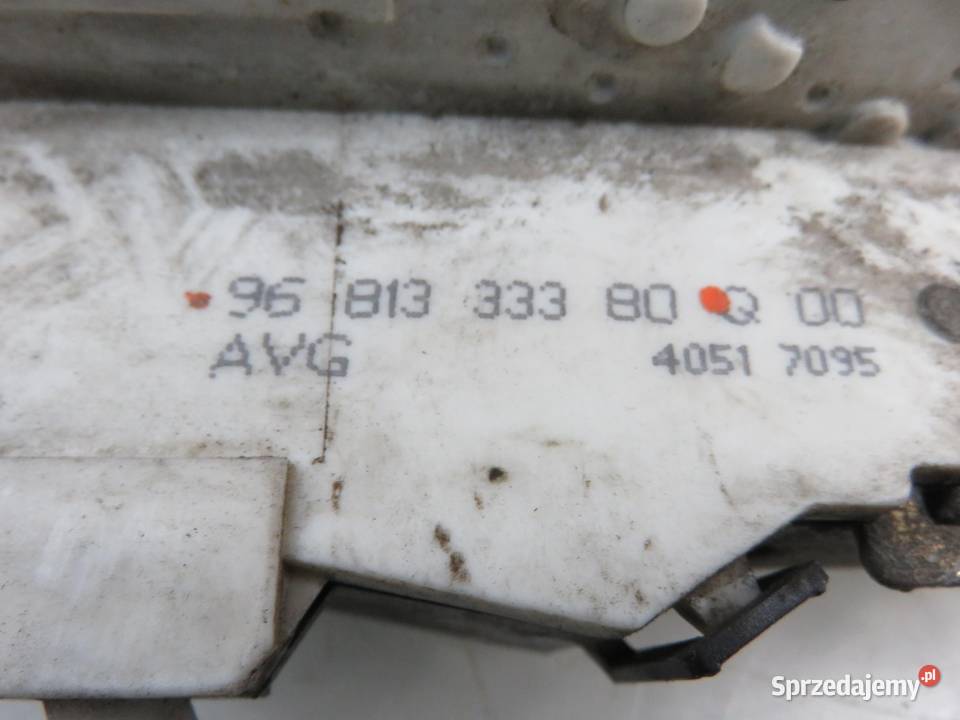 96 813 333 80 Q 00
AVG 4051 7095
Sprzedajemy.pl